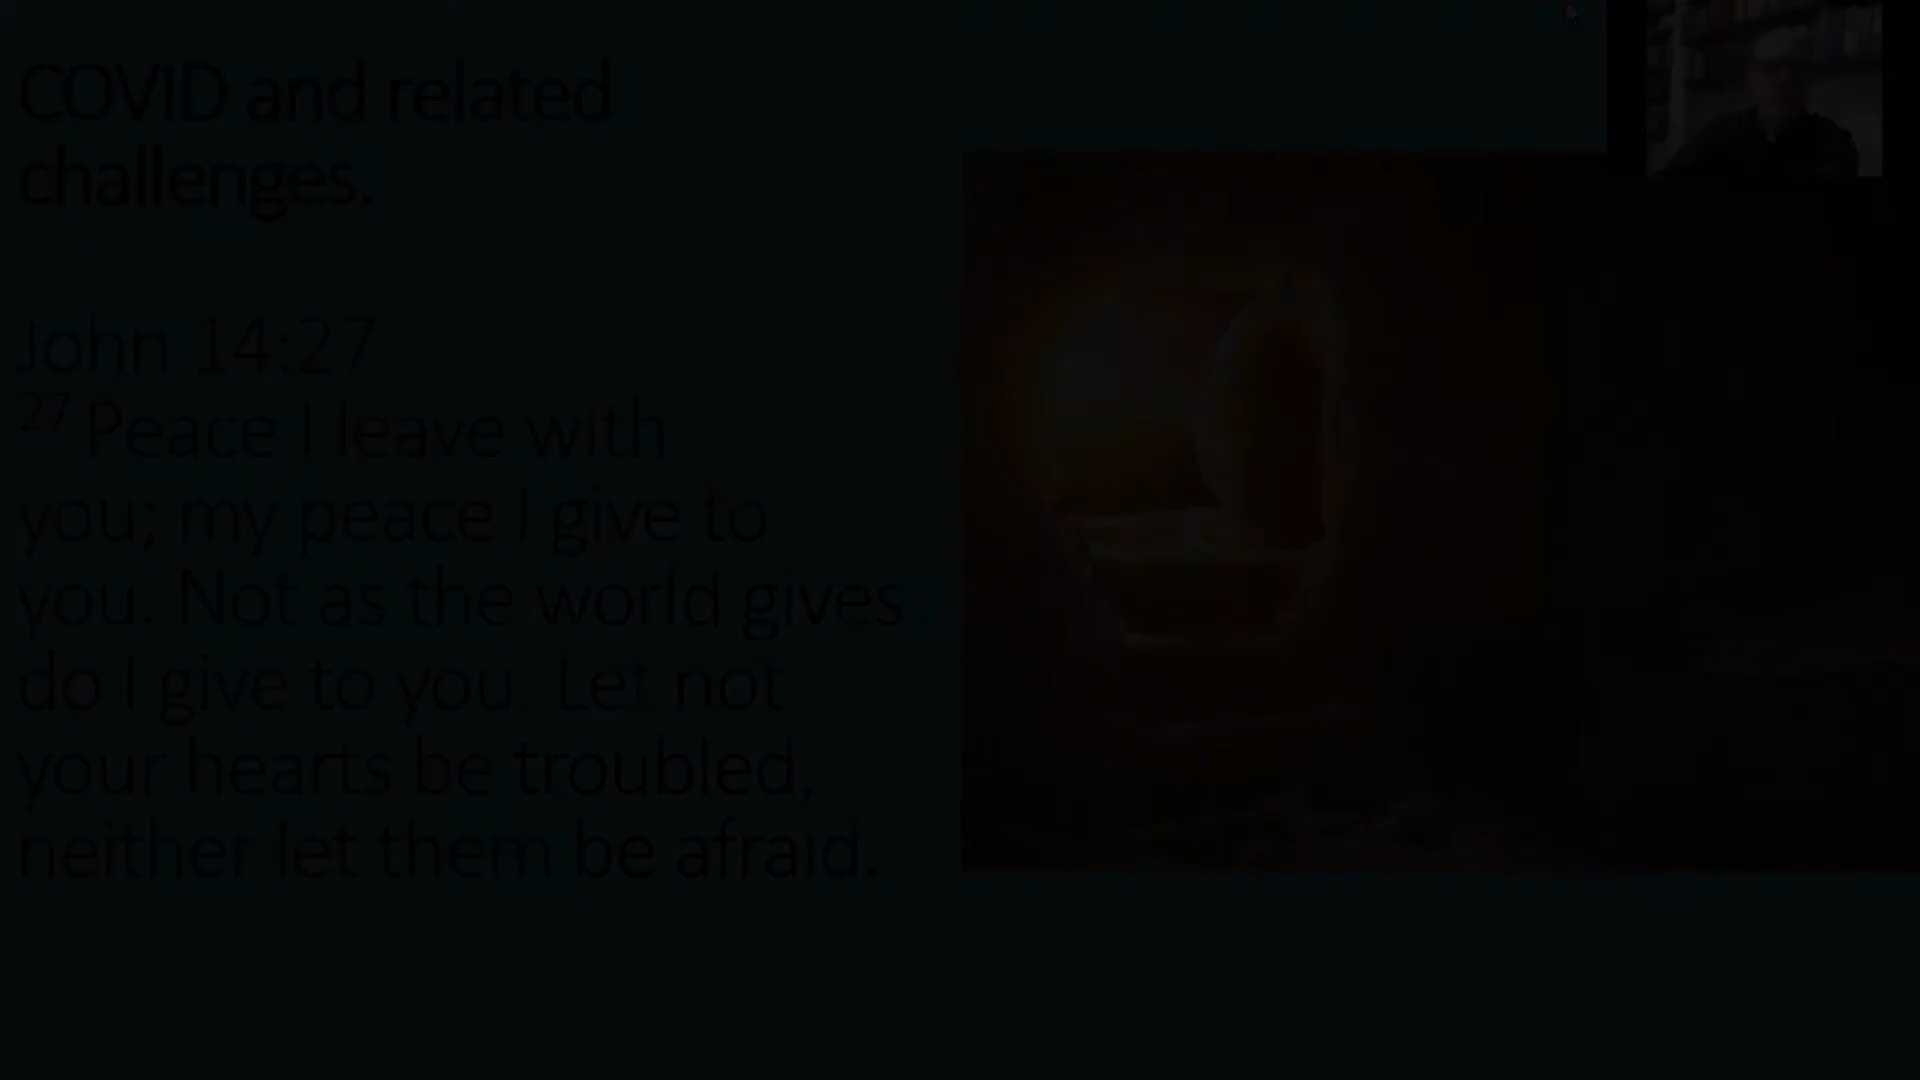 COVID and related
challenges.
John 14:27
27 Peace I leave with
you; my peace I give to
you. Not as the world gives
do I give to you. Let not
your hearts be troubled,
neither let them be afraid.